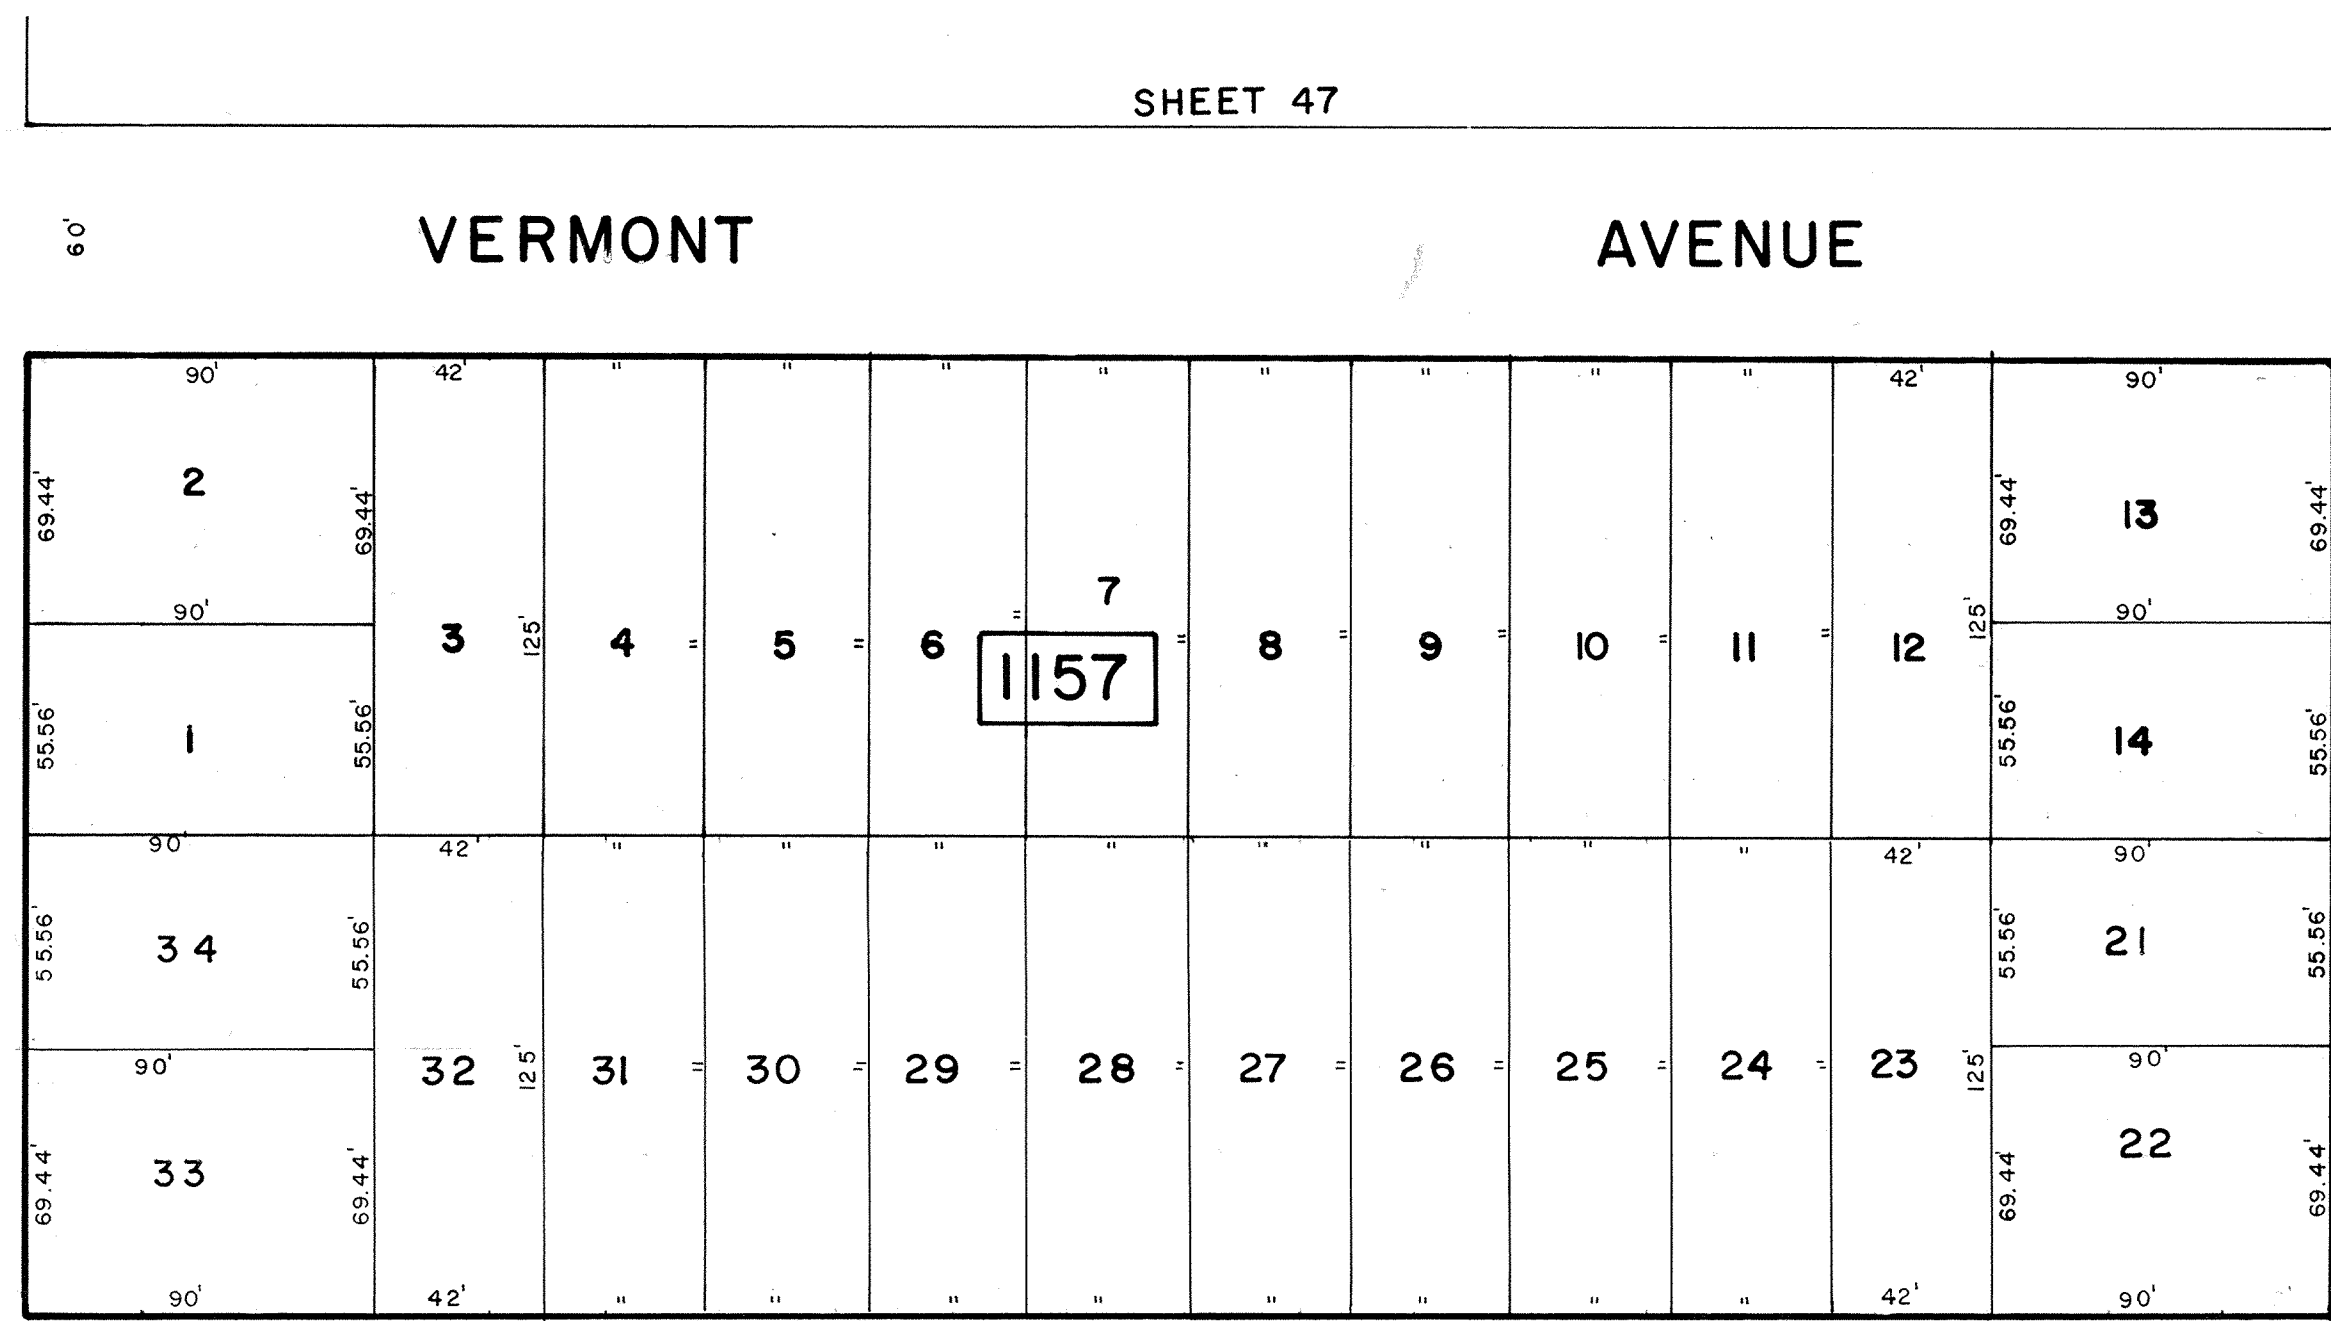 SHEET 47
60'
VERMONT AVENUE
90' 42' " " " " " " " " 42' 90'
69.44' 2 69.44' 69.44' 13 69.44'
7
90' 90'
3 125' 4 " 5 " 6 " " 8 " 9 " 10 " 11 " 12 125'
1157
55.56' 1 55.56' 55.56' 14 55.56'
90' 42' " " " " " " " " 42' 90'
55.56' 34 55.56' 55.56' 21 55.56'
90' 90'
32 125' 31 " 30 " 29 " 28 " 27 " 26 " 25 " 24 " 23 125'
69.44' 33 69.44' 69.44' 22 69.44'
90' 42' " " " " " " " " 42' 90'